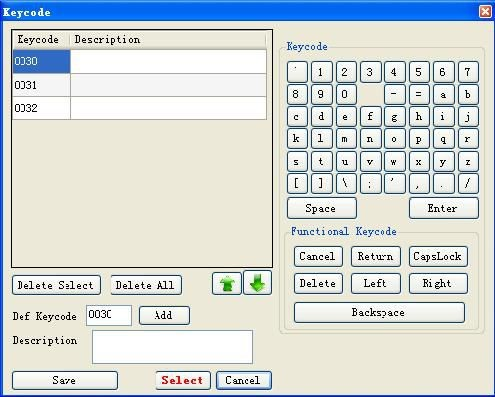 Keycode
Keycode Description
0030
0031
0032
Keycode
` 1 2 3 4 5 6 7
8 9 0 - = a b
c d e f g h i j
k l m n o p q r
s t u v w x y z
[ ] \ ; ' , . /
Space Enter
Functional Keycode
Cancel Return CapsLock
Delete Left Right
Backspace
Delete Select Delete All
Def Keycode 0030 Add
Description
Save Select Cancel